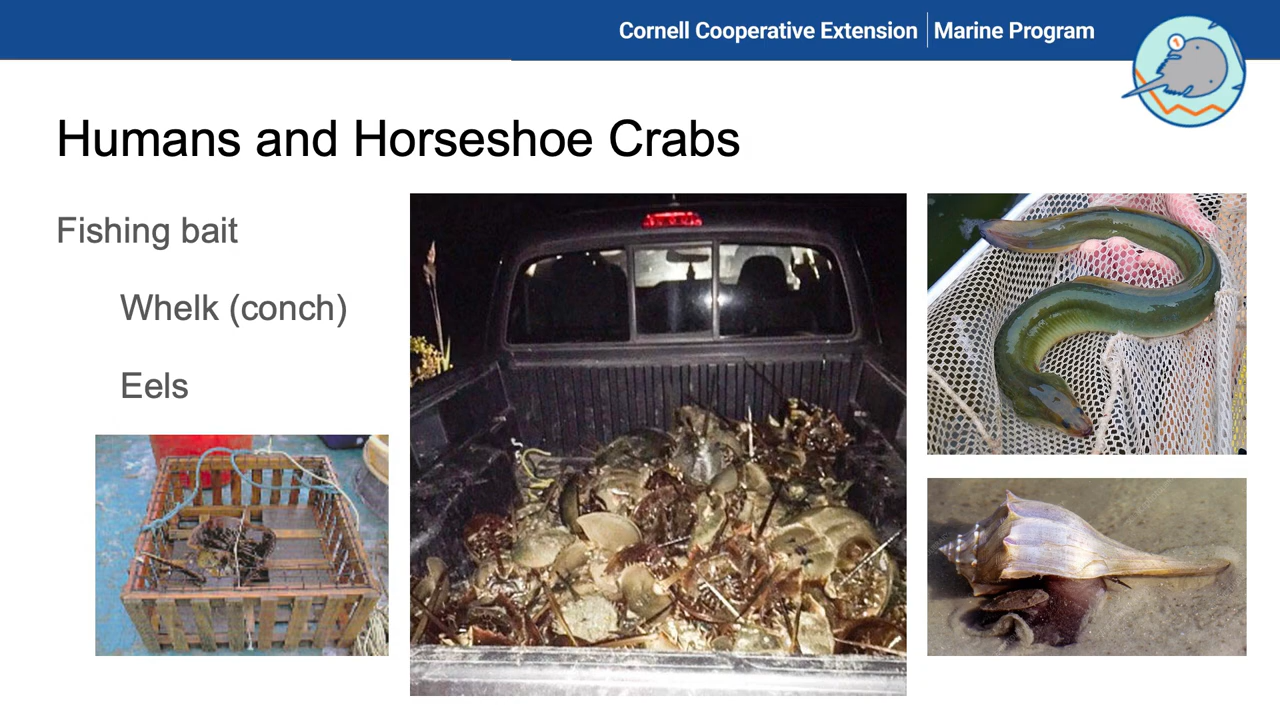 Cornell Cooperative Extension Marine Program
Humans and Horseshoe Crabs
Fishing bait
Whelk (conch)
Eels